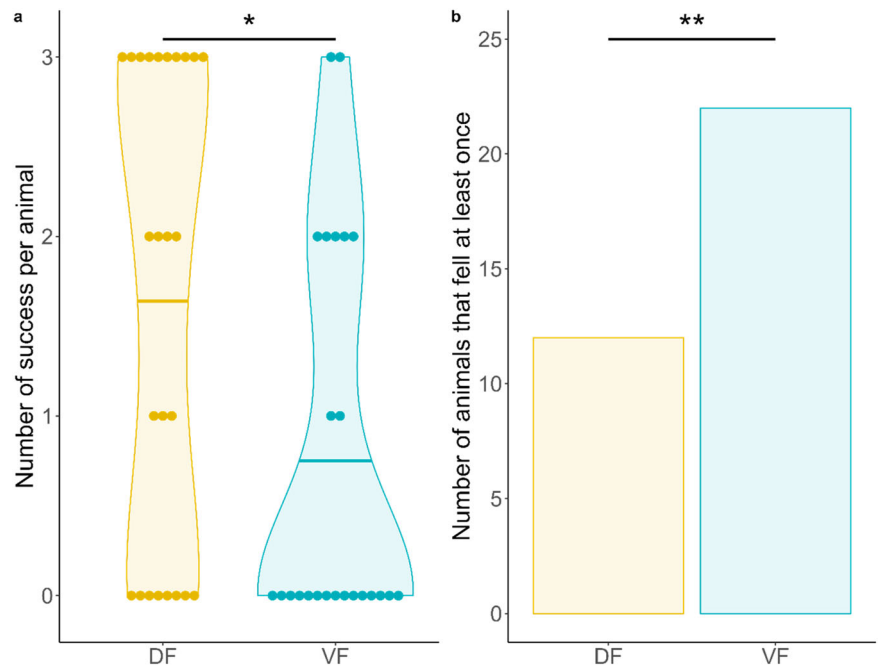 a
*
Number of success per animal
3
2
1
0
DF VF
b
**
Number of animals that fell at least once
25
20
15
10
5
0
DF VF